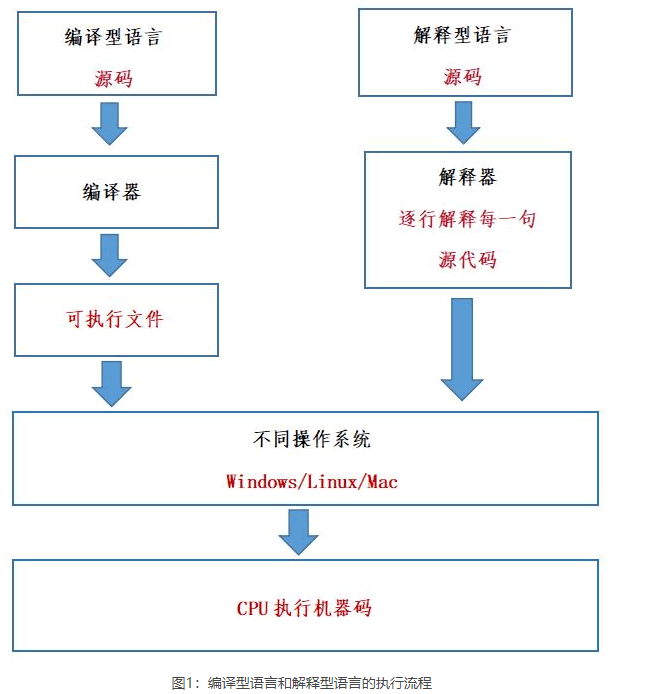 编译型语言
源码
解释型语言
源码
编译器
解释器
逐行解释每一句
源代码
可执行文件
不同操作系统
Windows/Linux/Mac
CPU 执行机器码
图1：编译型语言和解释型语言的执行流程